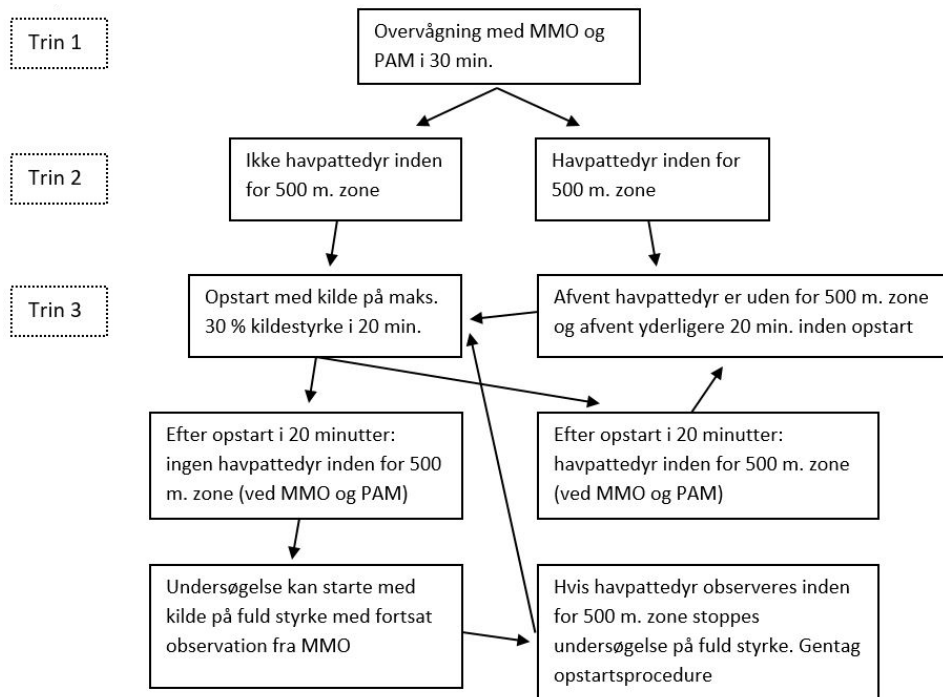 Trin 1
Overvågning med MMO og
PAM i 30 min.
Trin 2
Ikke havpattedyr inden
for 500 m. zone
Havpattedyr inden for
500 m. zone
Trin 3
Opstart med kilde på maks.
30 % kildestyrke i 20 min.
Afvent havpattedyr er uden for 500 m. zone
og afvent yderligere 20 min. inden opstart
Efter opstart i 20 minutter:
ingen havpattedyr inden for 500
m. zone (ved MMO og PAM)
Efter opstart i 20 minutter:
havpattedyr inden for 500 m. zone
(ved MMO og PAM)
Undersøgelse kan starte med
kilde på fuld styrke med fortsat
observation fra MMO
Hvis havpattedyr observeres inden
for 500 m. zone stoppes
undersøgelse på fuld styrke. Gentag
opstartsprocedure